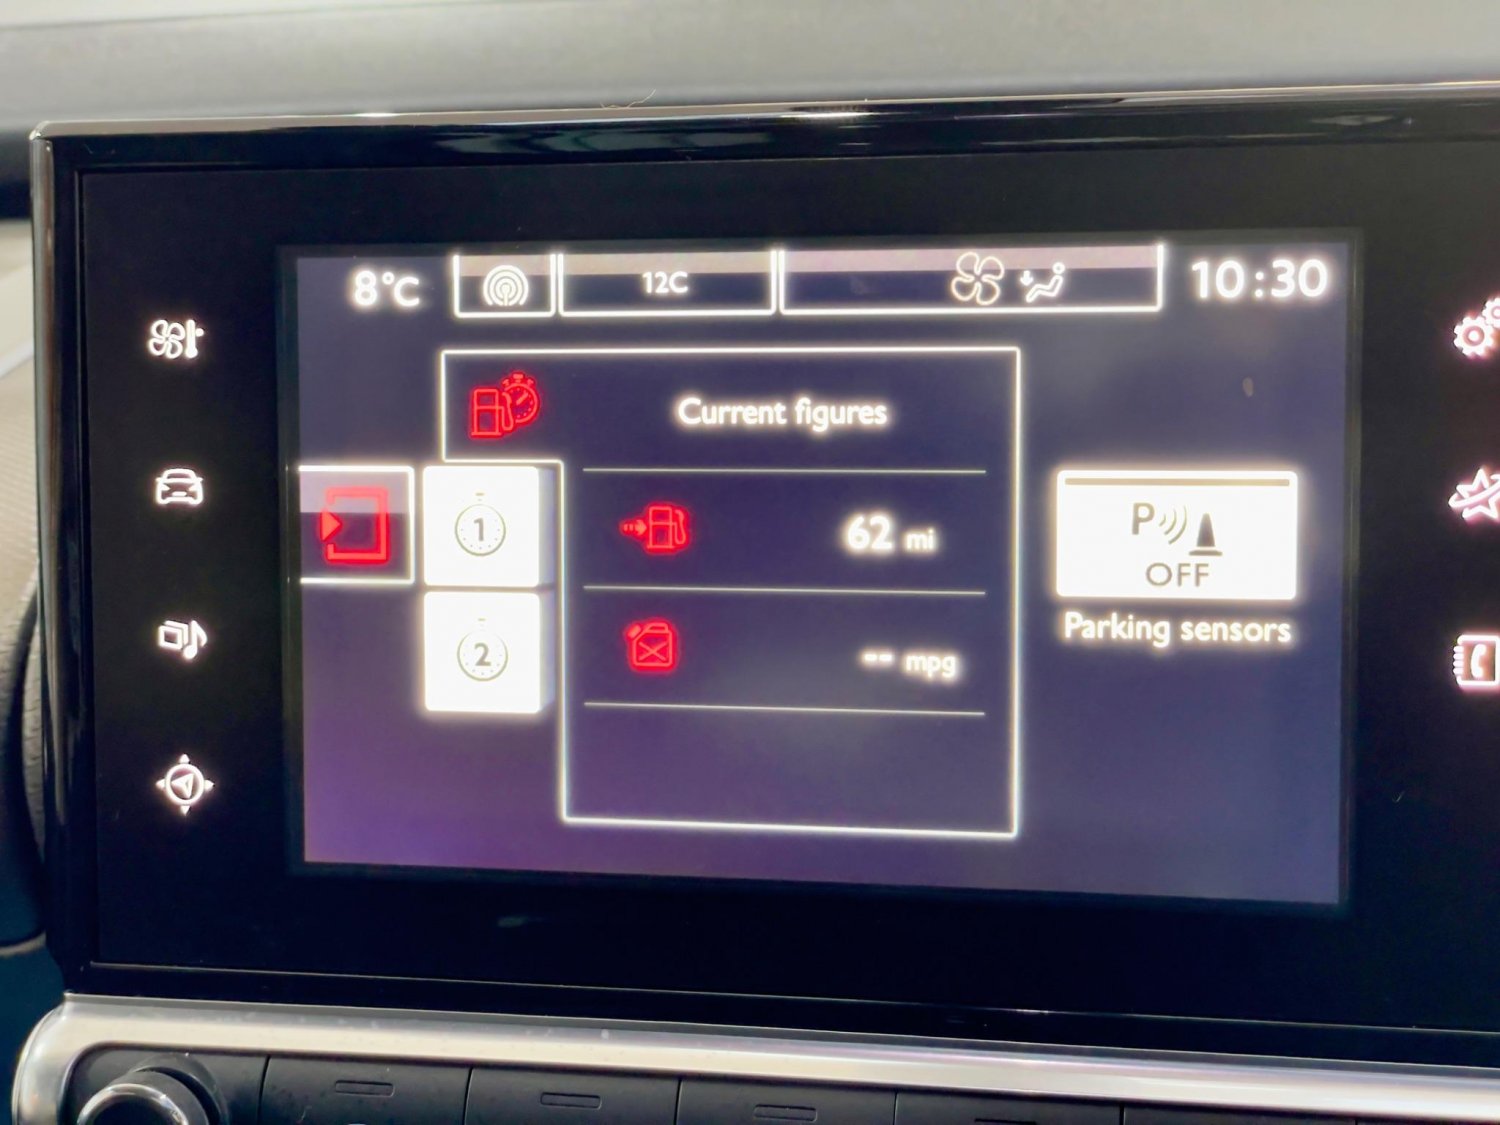 8°C
12C
10:30
Current figures
1
62 mi
P
OFF
Parking sensors
2
-- mpg